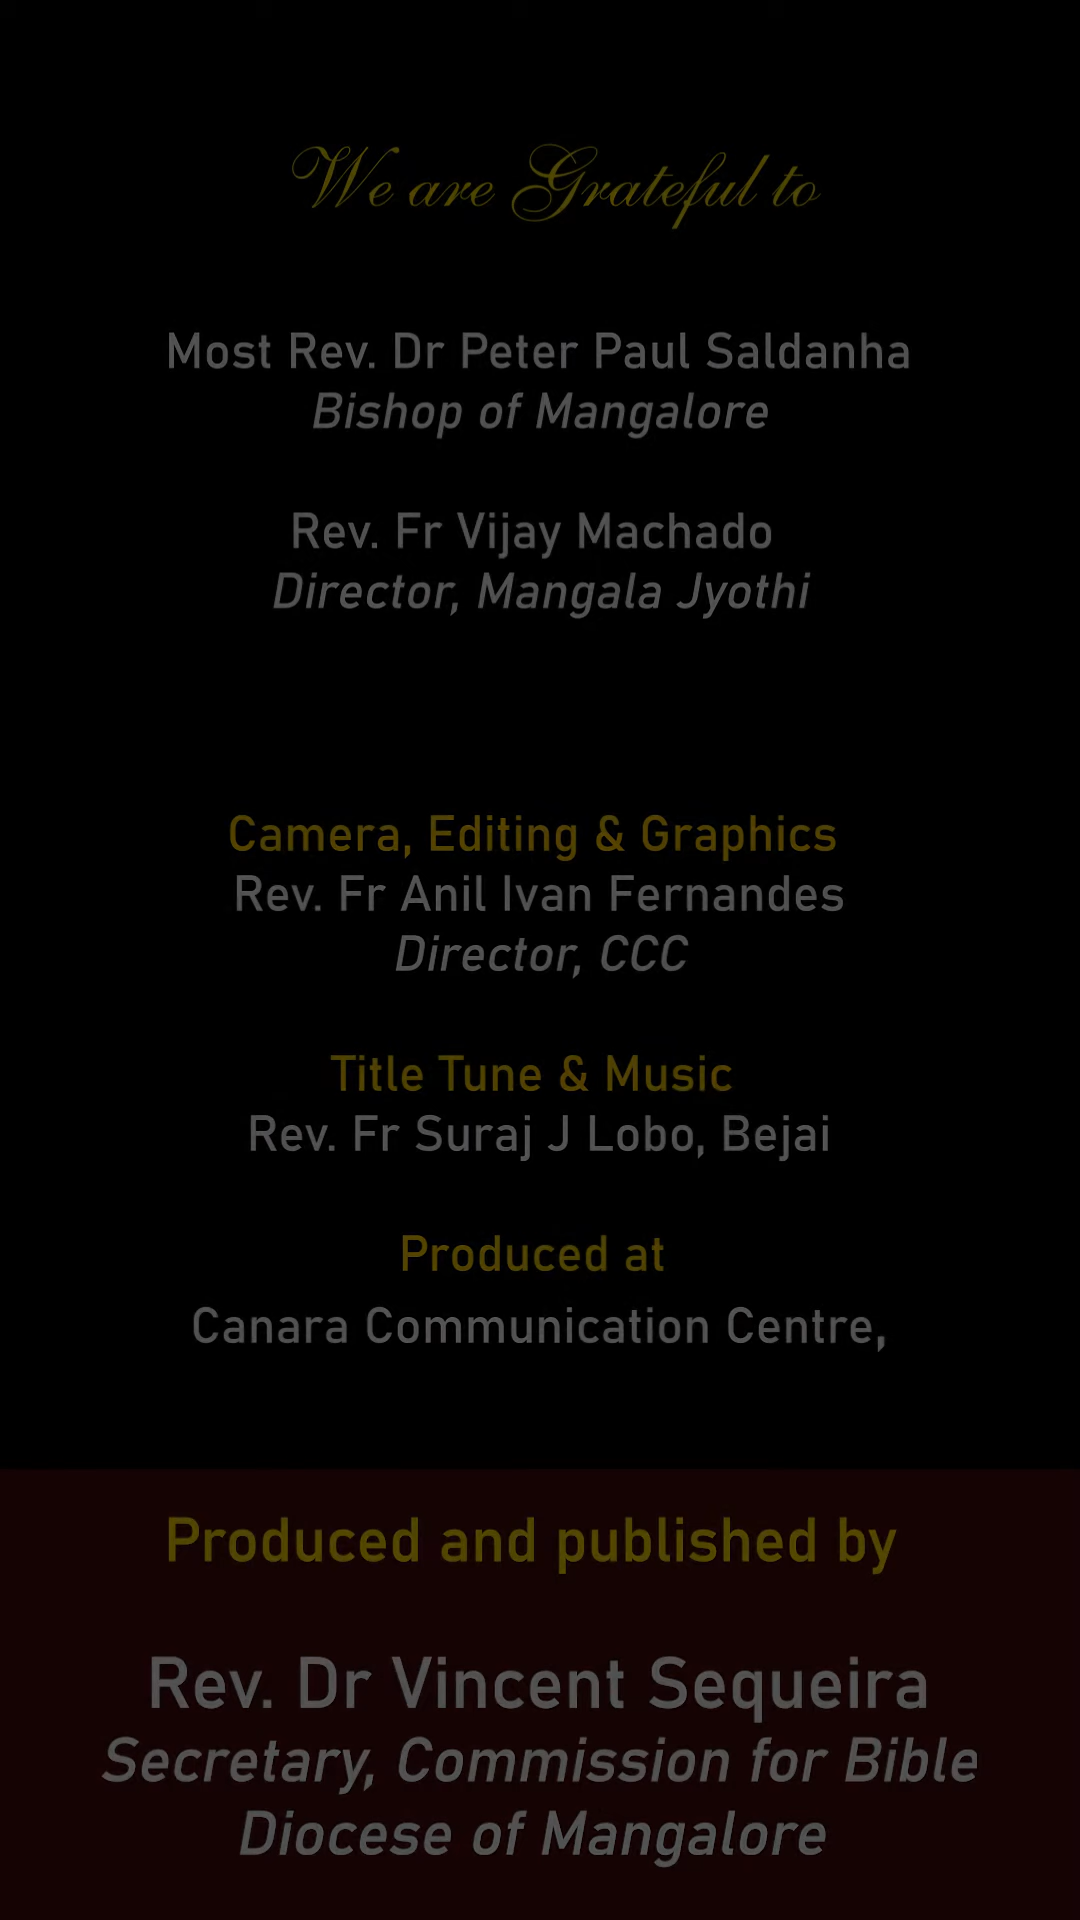 We are Grateful to
Most Rev. Dr Peter Paul Saldanha
Bishop of Mangalore
Rev. Fr Vijay Machado
Director, Mangala Jyothi
Camera, Editing & Graphics
Rev. Fr Anil Ivan Fernandes
Director, CCC
Title Tune & Music
Rev. Fr Suraj J Lobo, Bejai
Produced at
Canara Communication Centre,
Produced and published by
Rev. Dr Vincent Sequeira
Secretary, Commission for Bible
Diocese of Mangalore